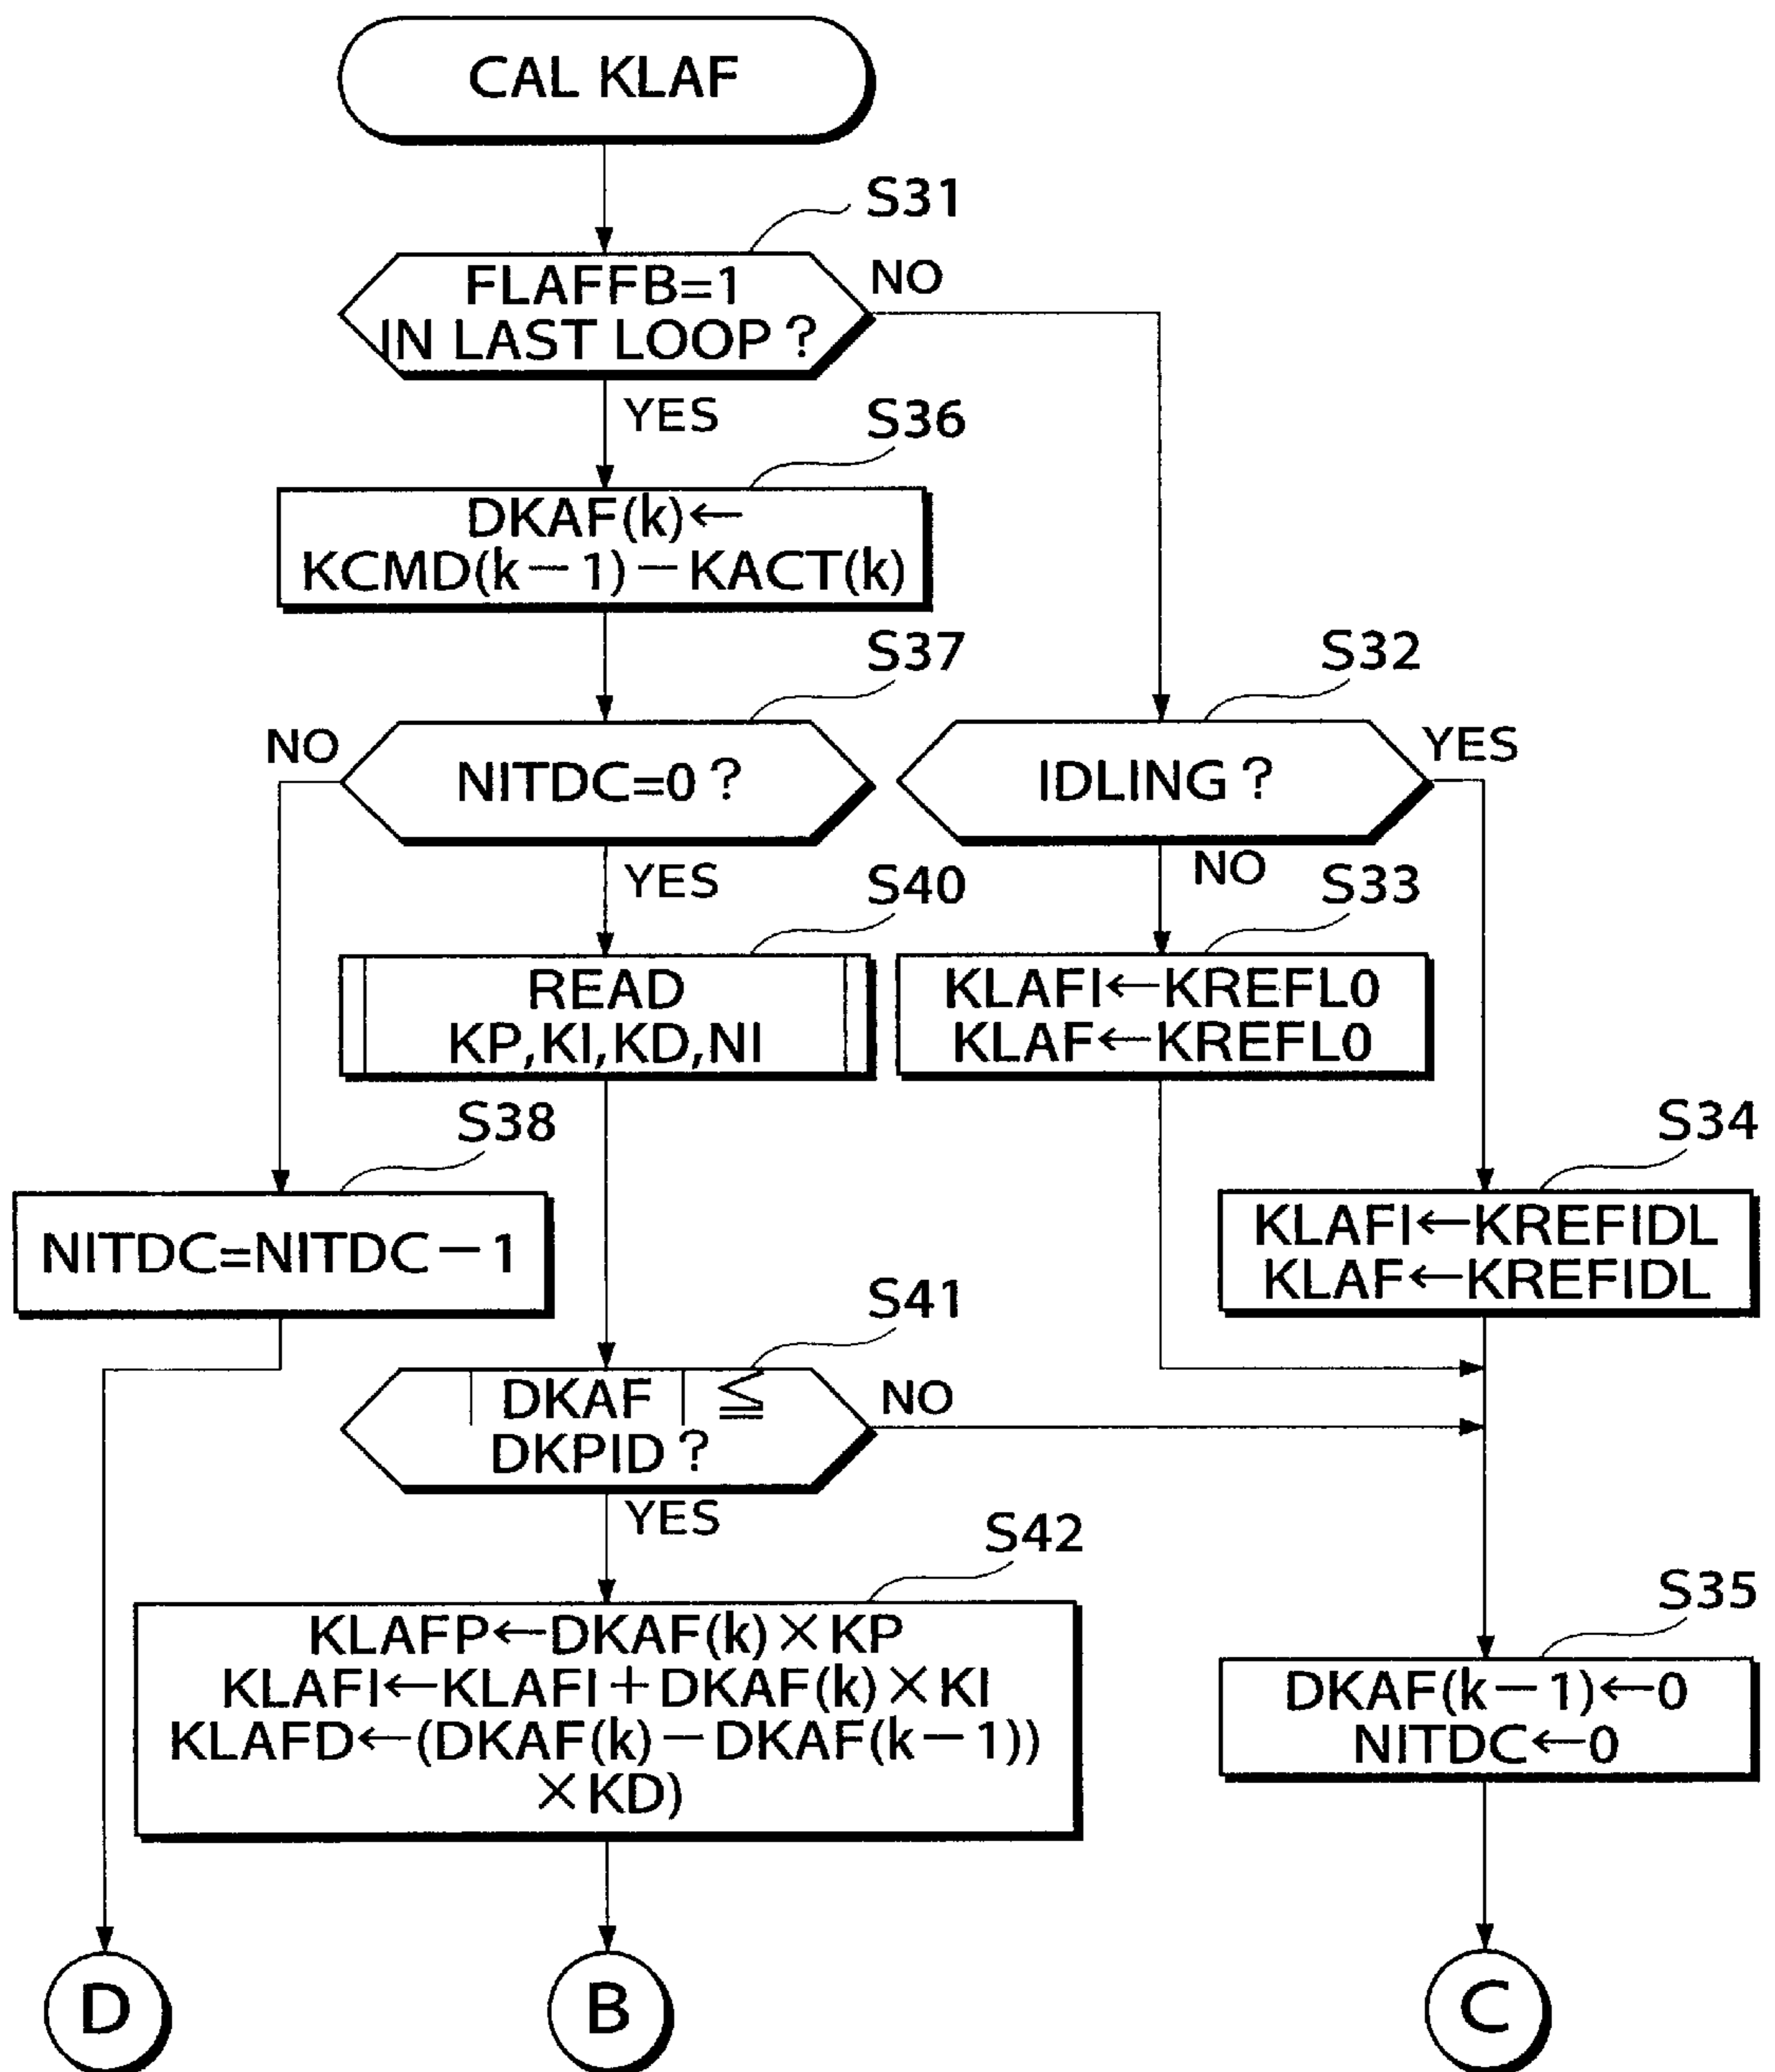 CAL KLAF
S31
FLAFFB=1
IN LAST LOOP?
NO
YES
S36
DKAF(k)←
KCMD(k−1)−KACT(k)
S37
S32
NO
NITDC=0?
IDLING?
YES
YES
NO
S40
S33
READ
KP,KI,KD,NI
KLAFI←KREFL0
KLAF←KREFL0
S38
S34
NITDC=NITDC−1
KLAFI←KREFIDL
KLAF←KREFIDL
S41
|DKAF| ≦
DKPID?
NO
YES
S42
S35
KLAFP←DKAF(k)×KP
KLAFI←KLAFI+DKAF(k)×KI
KLAFD←(DKAF(k)−DKAF(k−1))
×KD)
DKAF(k−1)←0
NITDC←0
D
B
C